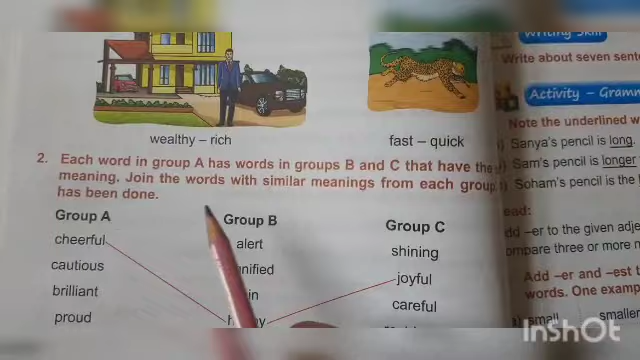 wealthy – rich
fast – quick
2. Each word in group A has words in groups B and C that have the
meaning. Join the words with similar meanings from each group
has been done.
Group A
cheerful
cautious
brilliant
proud
Group B
alert
Group C
shining
joyful
careful
Writing Skill
Write about seven sent
Activity – Gramm
Note the underlined w
Sanya's pencil is long.
Sam's pencil is longer
Soham's pencil is the
ead:
dd –er to the given adje
ompare three or more n
Add –er and –est t
words. One examp
small smaller
InShOt